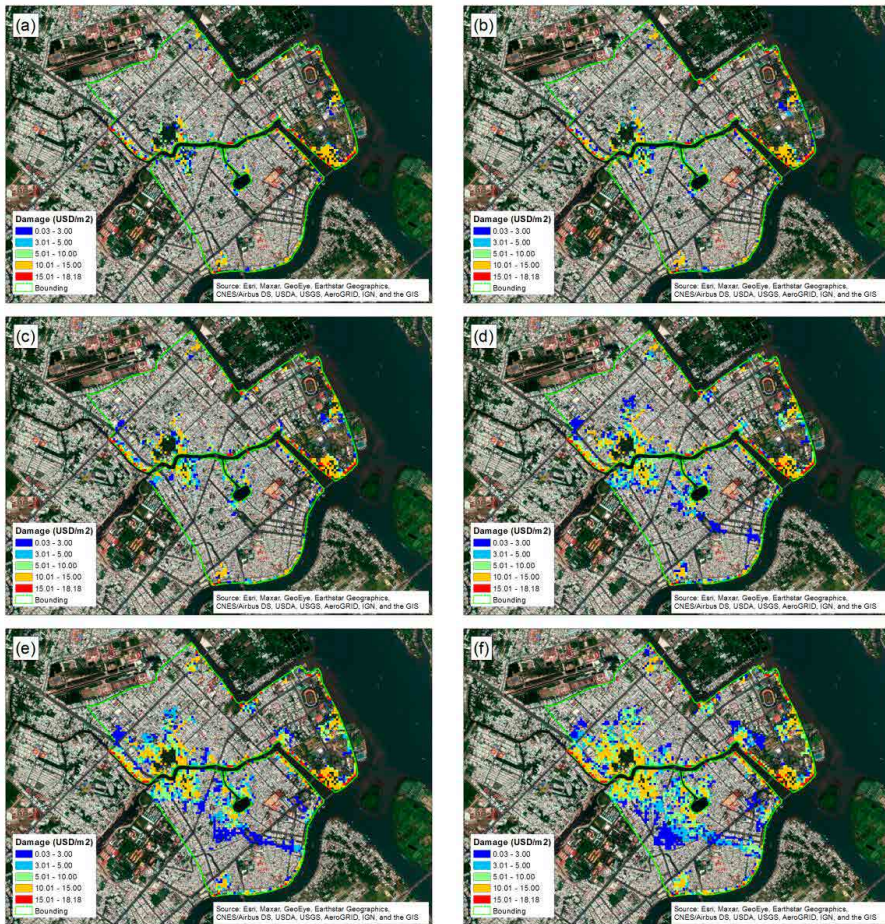 (a)
Damage (USD/m2)
0.03 - 3.00
3.01 - 5.00
5.01 - 10.00
10.01 - 15.00
15.01 - 18.18
Bounding
Source: Esri, Maxar, GeoEye, Earthstar Geographics,
CNES/Airbus DS, USDA, USGS, AeroGRID, IGN, and the GIS
(b)
Damage (USD/m2)
0.03 - 3.00
3.01 - 5.00
5.01 - 10.00
10.01 - 15.00
15.01 - 18.18
Bounding
Source: Esri, Maxar, GeoEye, Earthstar Geographics,
CNES/Airbus DS, USDA, USGS, AeroGRID, IGN, and the GIS
(c)
Damage (USD/m2)
0.03 - 3.00
3.01 - 5.00
5.01 - 10.00
10.01 - 15.00
15.01 - 18.18
Bounding
Source: Esri, Maxar, GeoEye, Earthstar Geographics,
CNES/Airbus DS, USDA, USGS, AeroGRID, IGN, and the GIS
(d)
Damage (USD/m2)
0.03 - 3.00
3.01 - 5.00
5.01 - 10.00
10.01 - 15.00
15.01 - 18.18
Bounding
Source: Esri, Maxar, GeoEye, Earthstar Geographics,
CNES/Airbus DS, USDA, USGS, AeroGRID, IGN, and the GIS
(e)
Damage (USD/m2)
0.03 - 3.00
3.01 - 5.00
5.01 - 10.00
10.01 - 15.00
15.01 - 18.18
Bounding
Source: Esri, Maxar, GeoEye, Earthstar Geographics,
CNES/Airbus DS, USDA, USGS, AeroGRID, IGN, and the GIS
(f)
Damage (USD/m2)
0.03 - 3.00
3.01 - 5.00
5.01 - 10.00
10.01 - 15.00
15.01 - 18.18
Bounding
Source: Esri, Maxar, GeoEye, Earthstar Geographics,
CNES/Airbus DS, USDA, USGS, AeroGRID, IGN, and the GIS